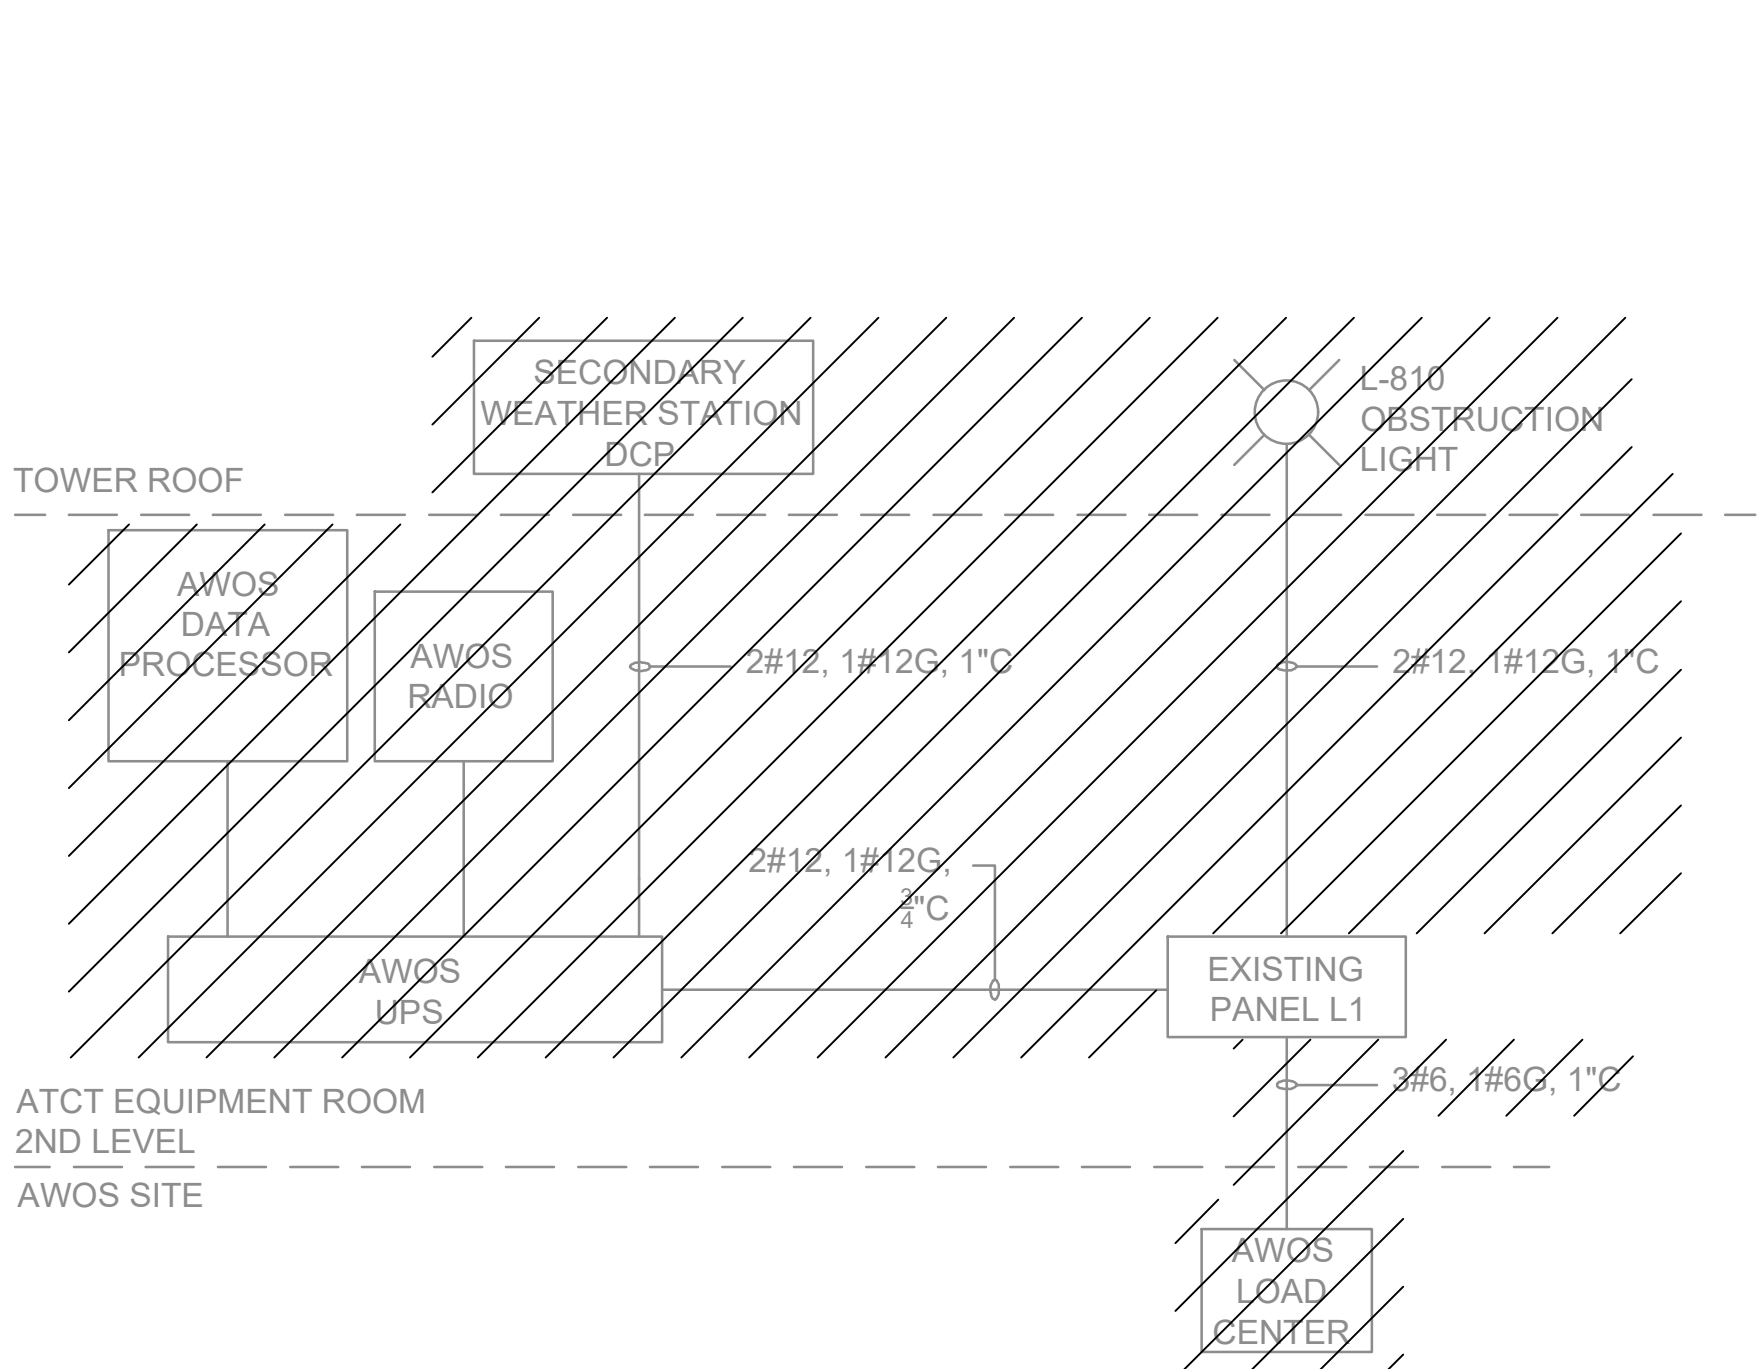 SECONDARY
WEATHER STATION
DCP
L-810
OBSTRUCTION
LIGHT
TOWER ROOF
AWOS
DATA
PROCESSOR
AWOS
RADIO
2#12, 1#12G, 1"C
2#12, 1#12G, 1"C
2#12, 1#12G,
3/4"C
AWOS
UPS
EXISTING
PANEL L1
3#6, 1#6G, 1"C
ATCT EQUIPMENT ROOM
2ND LEVEL
AWOS SITE
AWOS
LOAD
CENTER